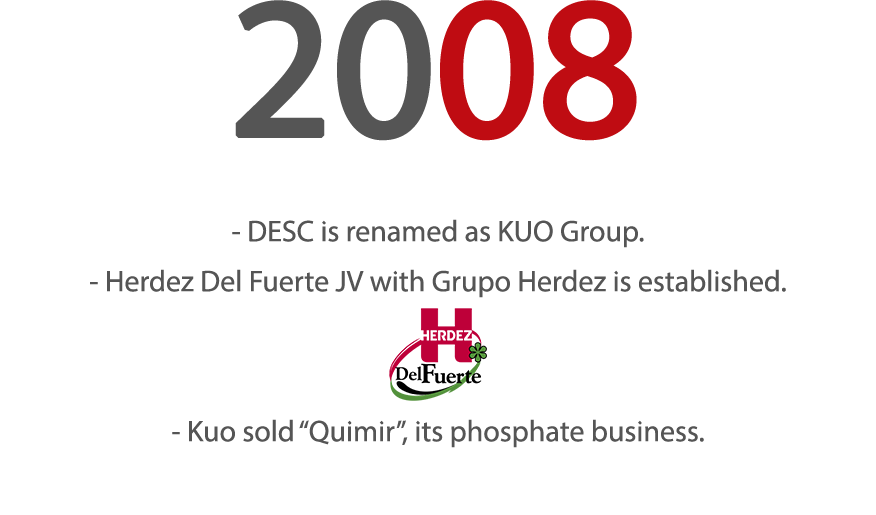 2008
- DESC is renamed as KUO Group.
- Herdez Del Fuerte JV with Grupo Herdez is established.
HERDEZ
DelFuerte
- Kuo sold “Quimir”, its phosphate business.